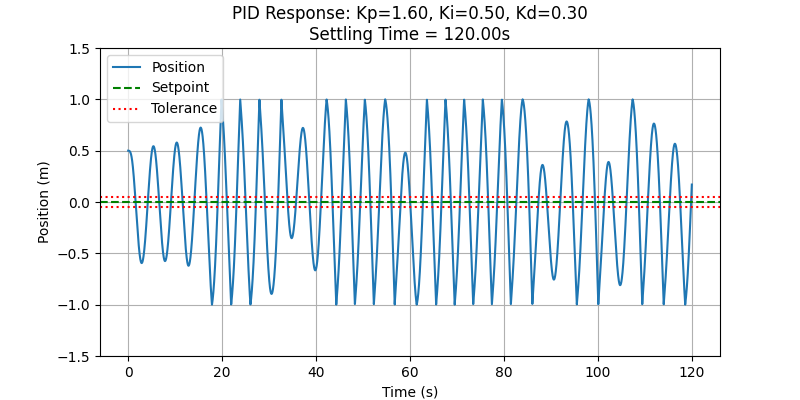 PID Response: Kp=1.60, Ki=0.50, Kd=0.30
Settling Time = 120.00s
Position
Setpoint
Tolerance
Position (m)
1.5
1.0
0.5
0.0
−0.5
−1.0
−1.5
0 20 40 60 80 100 120
Time (s)